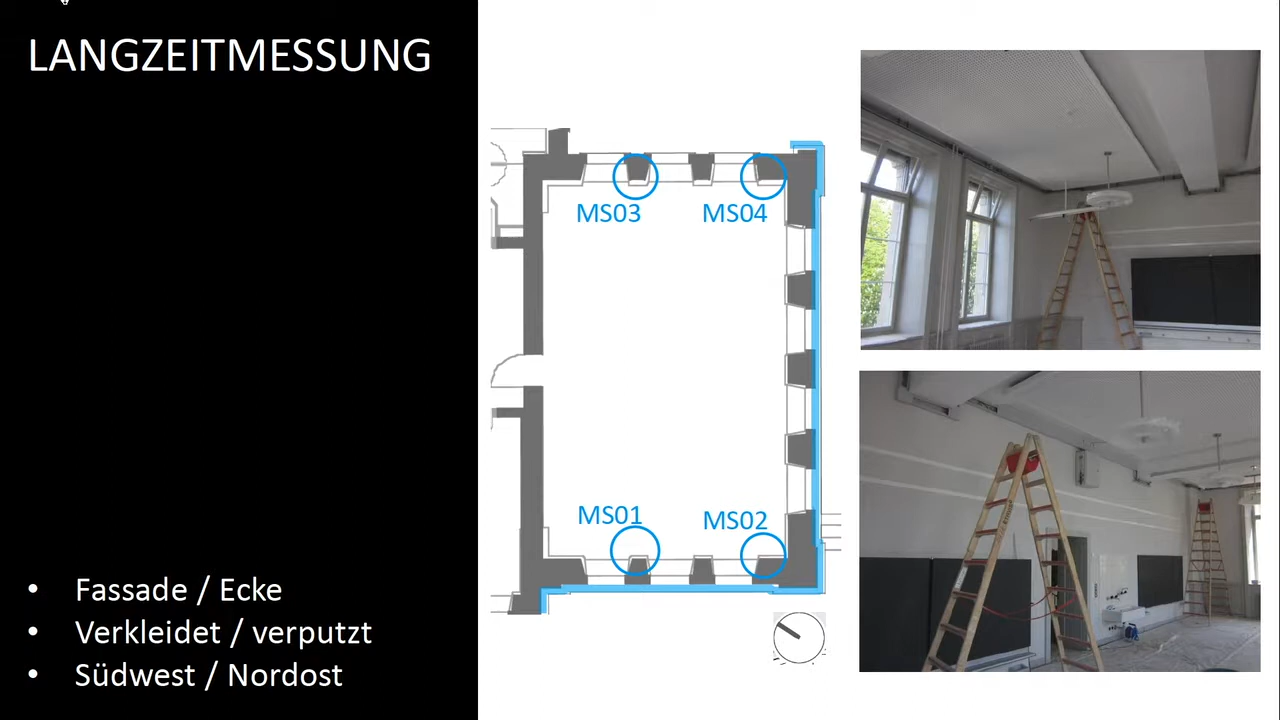 LANGZEITMESSUNG
MS03
MS04
MS01
MS02
• Fassade / Ecke
• Verkleidet / verputzt
• Südwest / Nordost